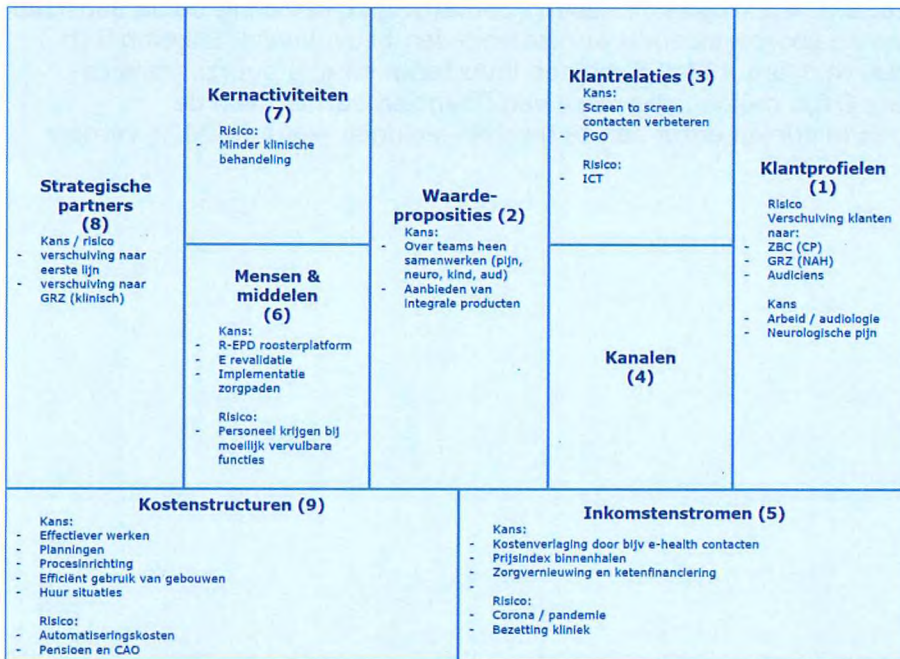 Strategische
partners
(8)
Kans / risico
- verschuiving naar
eerste lijn
- verschuiving naar
GRZ (klinisch)
Kernactiviteiten
(7)
Risico:
- Minder klinische
behandeling
Mensen &
middelen
(6)
Kans:
- R-EPD roosterplatform
- E revalidatie
- Implementatie
zorgpaden
Risico:
- Personeel krijgen bij
moeilijk vervulbare
functies
Waarde-
proposities (2)
Kans:
- Over teams heen
samenwerken (pijn,
neuro, kind, aud)
- Aanbieden van
integrale producten
Klantrelaties (3)
Kans:
- Screen to screen
contacten verbeteren
- PGO
Risico:
- ICT
Kanalen
(4)
Klantprofielen
(1)
Risico
Verschuiving klanten
naar:
- ZBC (CP)
- GRZ (NAH)
- Audiciens
Kans
- Arbeid / audiologie
- Neurologische pijn
Kostenstructuren (9)
Kans:
- Effectiever werken
- Planningen
- Procesinrichting
- Efficiënt gebruik van gebouwen
- Huur situaties
Risico:
- Automatiseringskosten
- Pensioen en CAO
Inkomstenstromen (5)
Kans:
- Kostenverlaging door bijv e-health contacten
- Prijsindex binnenhalen
- Zorgvernieuwing en ketenfinanciering
-
Risico:
- Corona / pandemie
- Bezetting kliniek